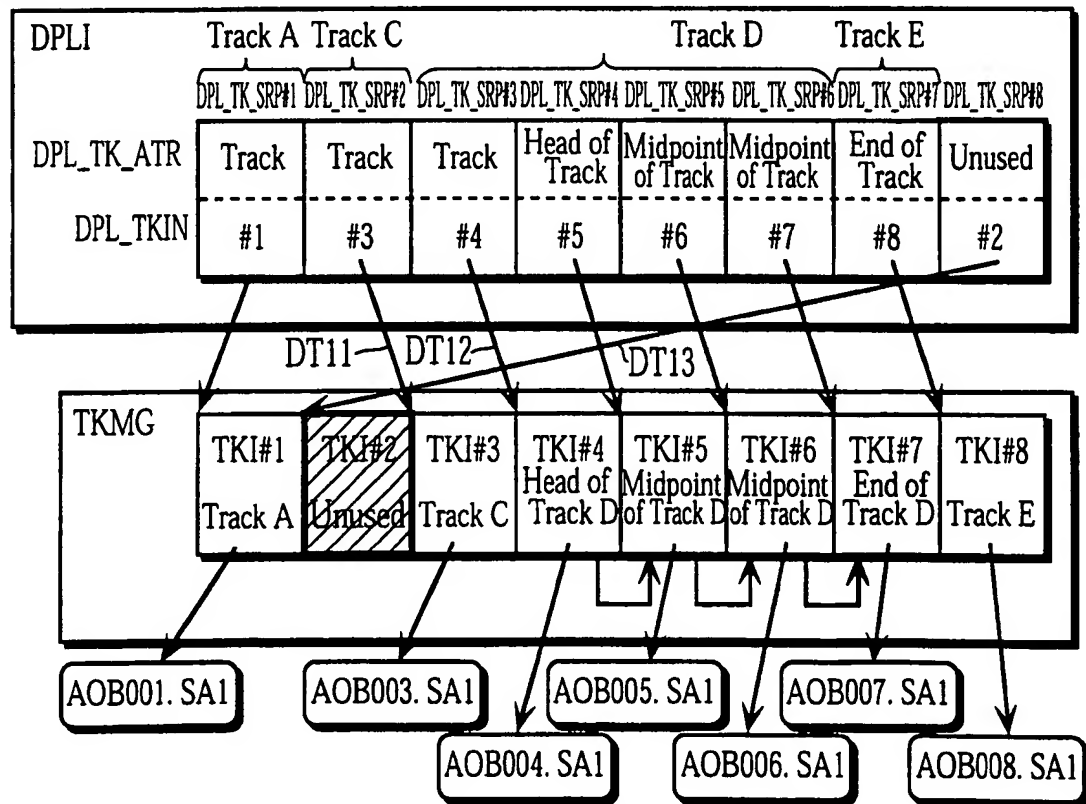 DPLI
Track A Track C Track D Track E
DPL_TK_SRP#1 DPL_TK_SRP#2 DPL_TK_SRP#3 DPL_TK_SRP#4 DPL_TK_SRP#5 DPL_TK_SRP#6 DPL_TK_SRP#7 DPL_TK_SRP#8
DPL_TK_ATR
Track
Track
Track
Head of
Track
Midpoint
of Track
Midpoint
of Track
End of
Track
Unused
DPL_TKIN #1 #3 #4 #5 #6 #7 #8 #2
DT11 DT12 DT13
TKMG
TKI#1
Track A
TKI#2
Unused
TKI#3
Track C
TKI#4
Head of
Track D
TKI#5
Midpoint
of Track D
TKI#6
Midpoint
of Track D
TKI#7
End of
Track D
TKI#8
Track E
AOB001. SA1 AOB003. SA1 AOB005. SA1 AOB007. SA1
AOB004. SA1 AOB006. SA1 AOB008. SA1